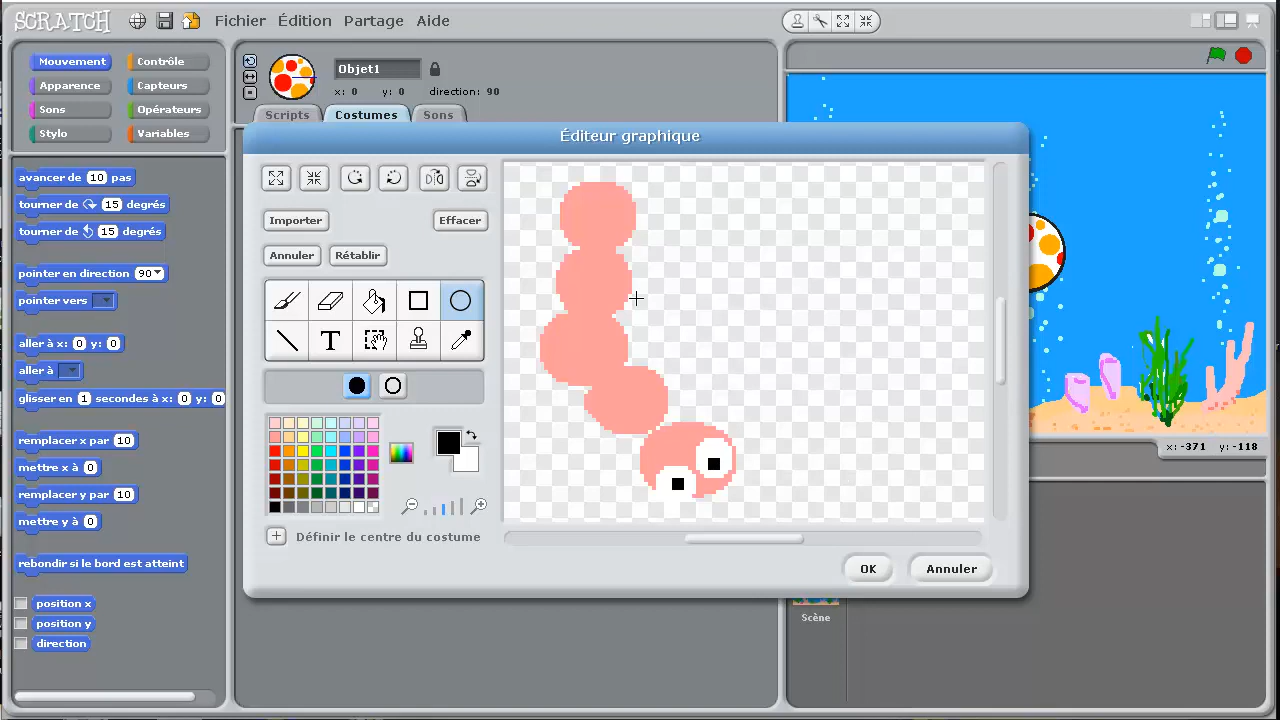 SCRATCH Fichier Édition Partage Aide
Mouvement Contrôle
Apparence Capteurs
Sons Opérateurs
Stylo Variables
Objet1
x: 0 y: 0 direction: 90
Scripts Costumes Sons
avancer de 10 pas
tourner de 15 degrés
tourner de 15 degrés
pointer en direction 90
pointer vers
aller à x: 0 y: 0
aller à
glisser en 1 secondes à x: 0 y: 0
remplacer x par 10
mettre x à 0
remplacer y par 10
mettre y à 0
rebondir si le bord est atteint
position x
position y
direction
Éditeur graphique
Importer Effacer
Annuler Rétablir
T
Définir le centre du costume
OK Annuler
x: -371 y: -118
Scène